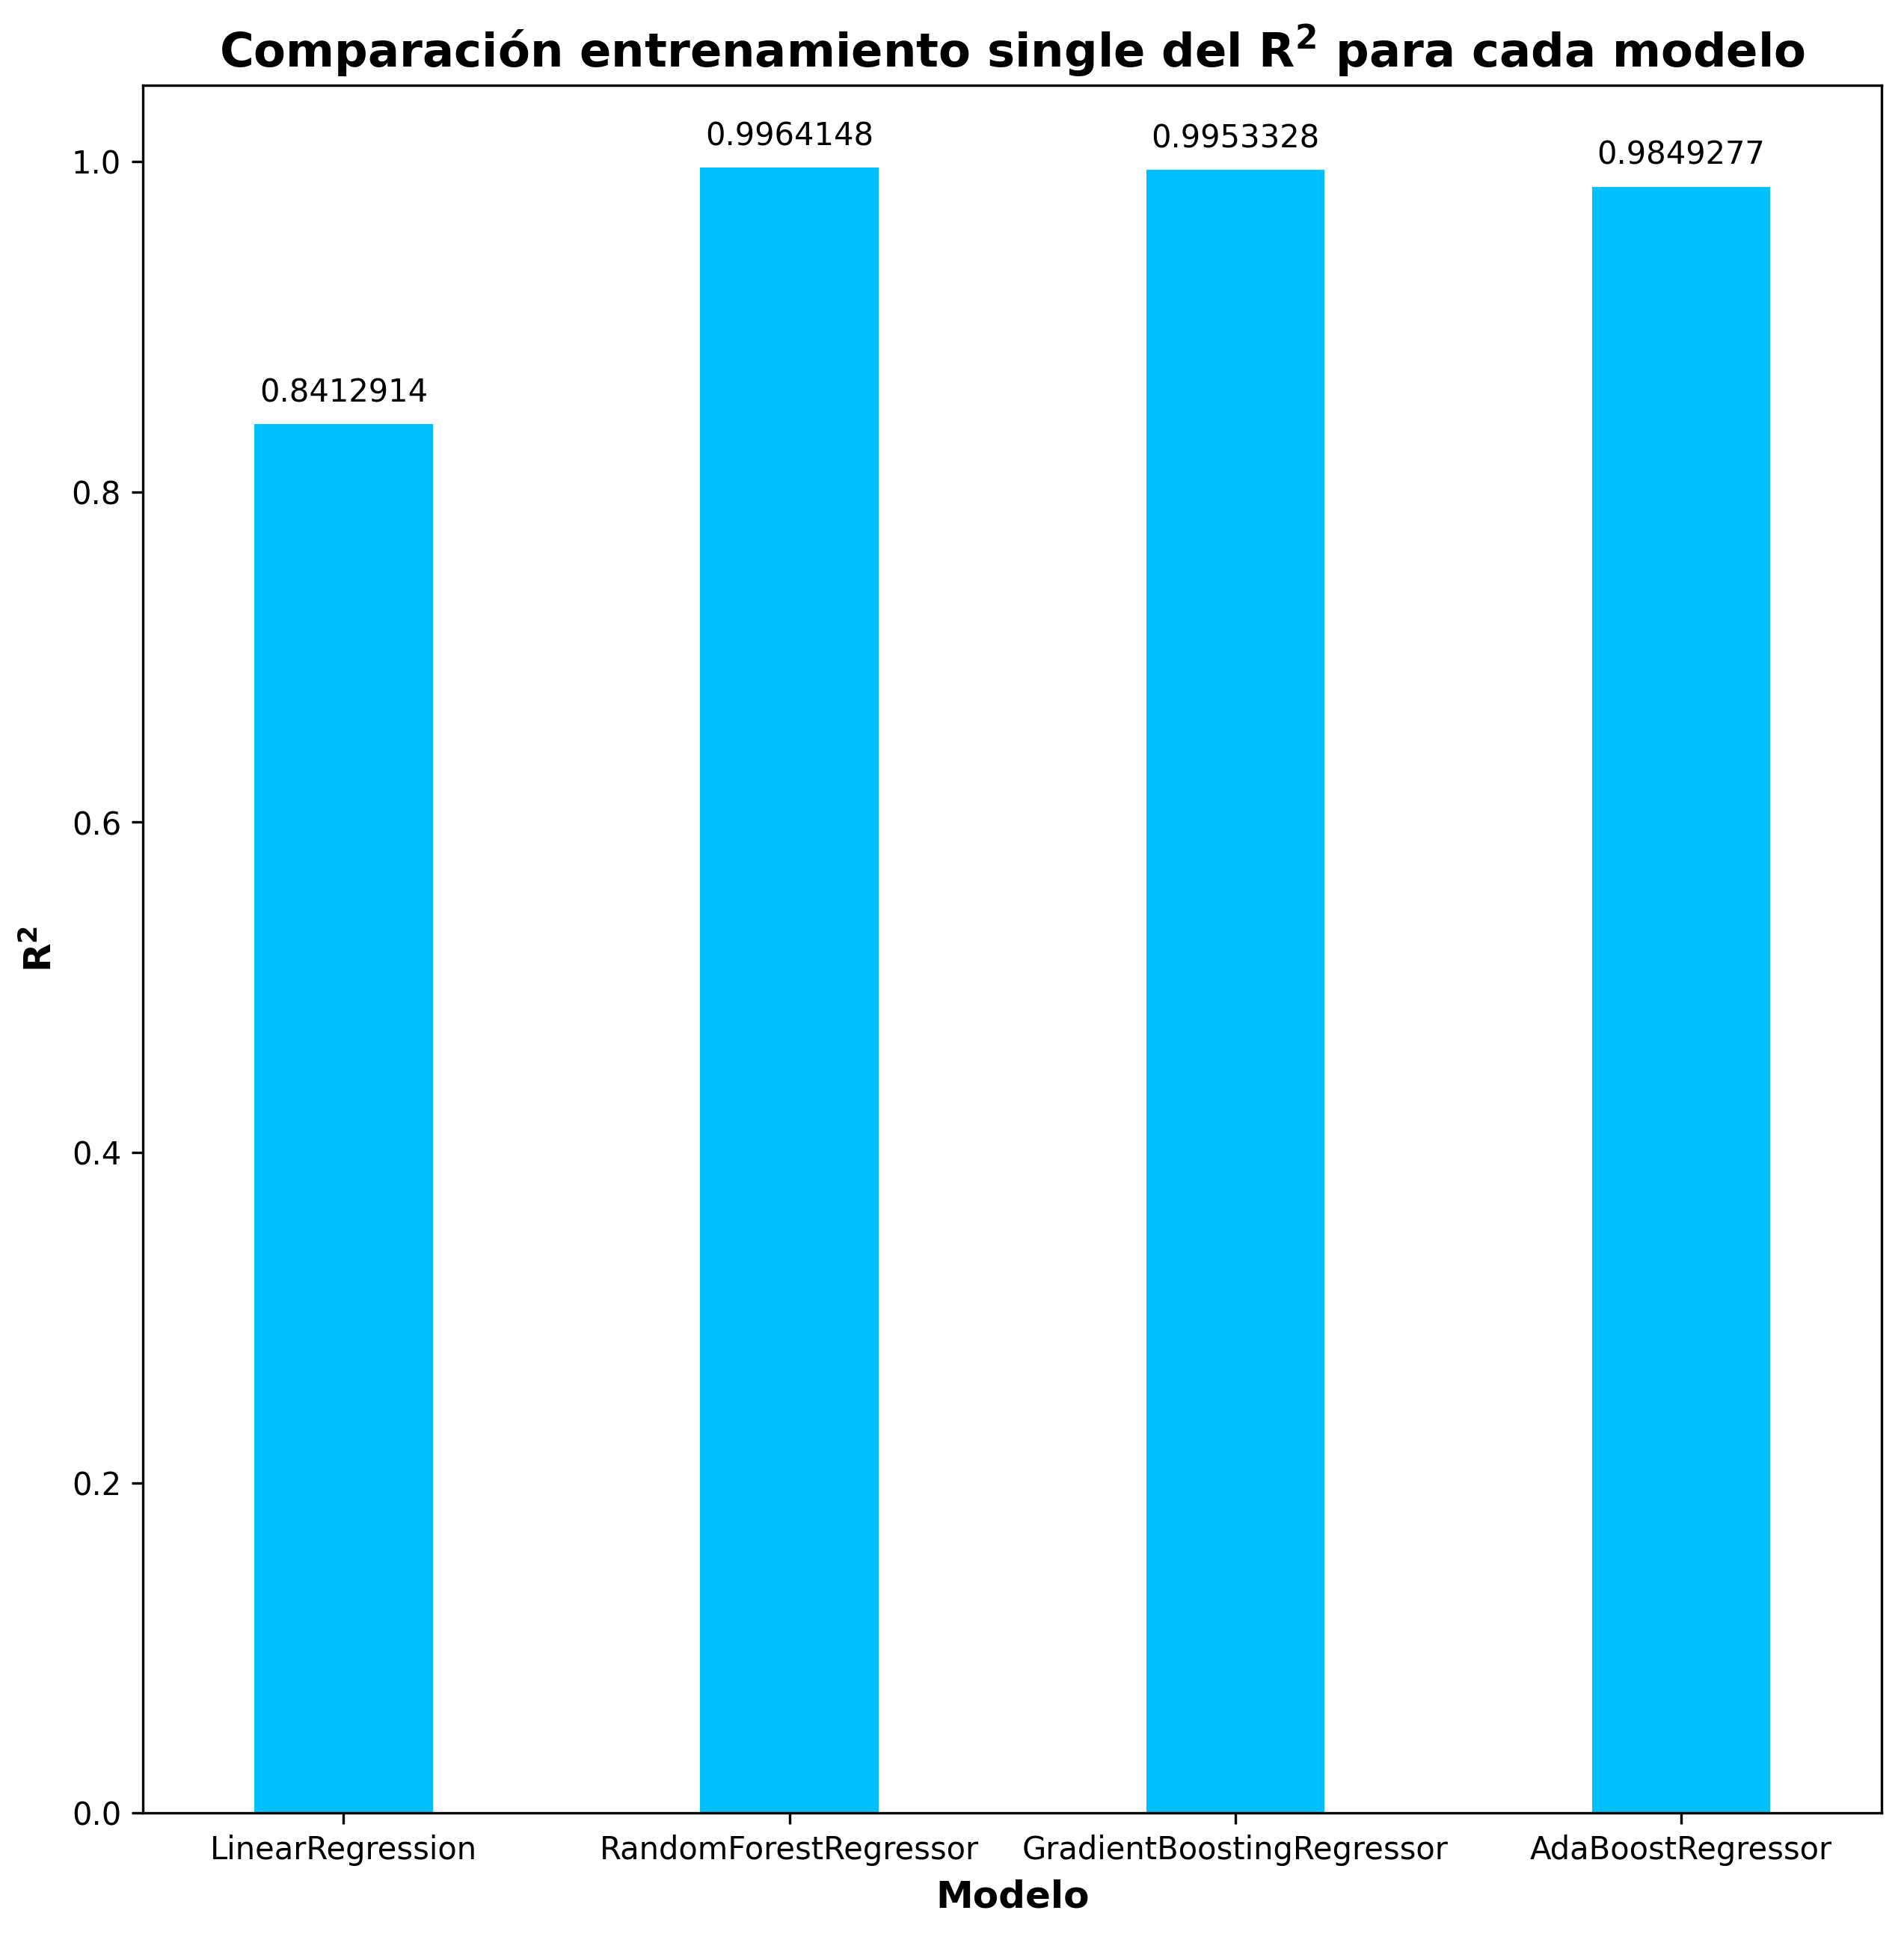 Comparación entrenamiento single del R² para cada modelo
0.8412914
0.9964148
0.9953328
0.9849277
1.0
0.8
0.6
0.4
0.2
0.0
R²
LinearRegression
RandomForestRegressor
GradientBoostingRegressor
AdaBoostRegressor
Modelo